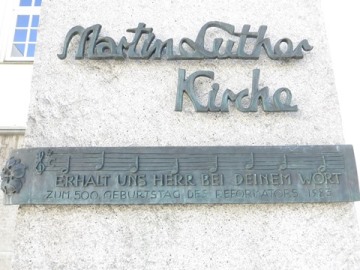 Martin Luther
Kirche
ERHALT UNS HERR BEI DEINEM WORT
ZUM 500. GEBURTSTAG DES REFORMATORS 1983